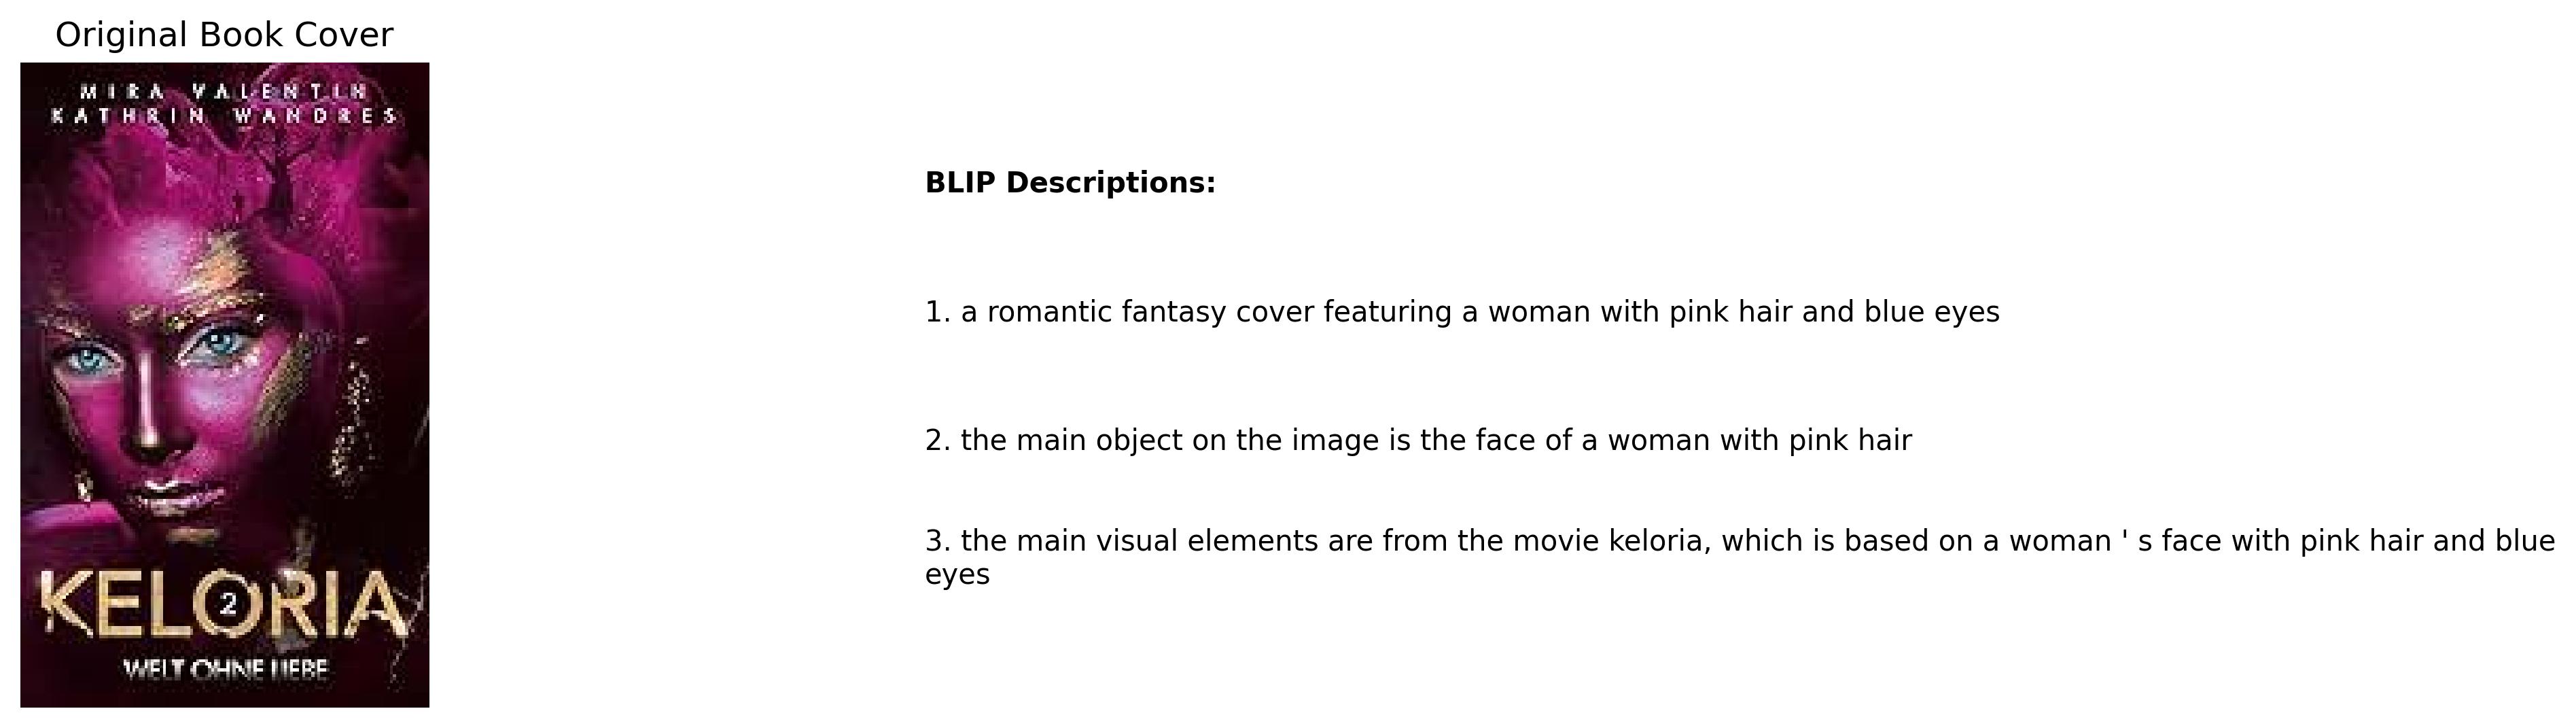 Original Book Cover
MIRA VALENTIN
KATHRIN WANDRES
KELORIA
2
WELT OHNE LIEBE
BLIP Descriptions:
1. a romantic fantasy cover featuring a woman with pink hair and blue eyes
2. the main object on the image is the face of a woman with pink hair
3. the main visual elements are from the movie keloria, which is based on a woman ' s face with pink hair and blue
eyes